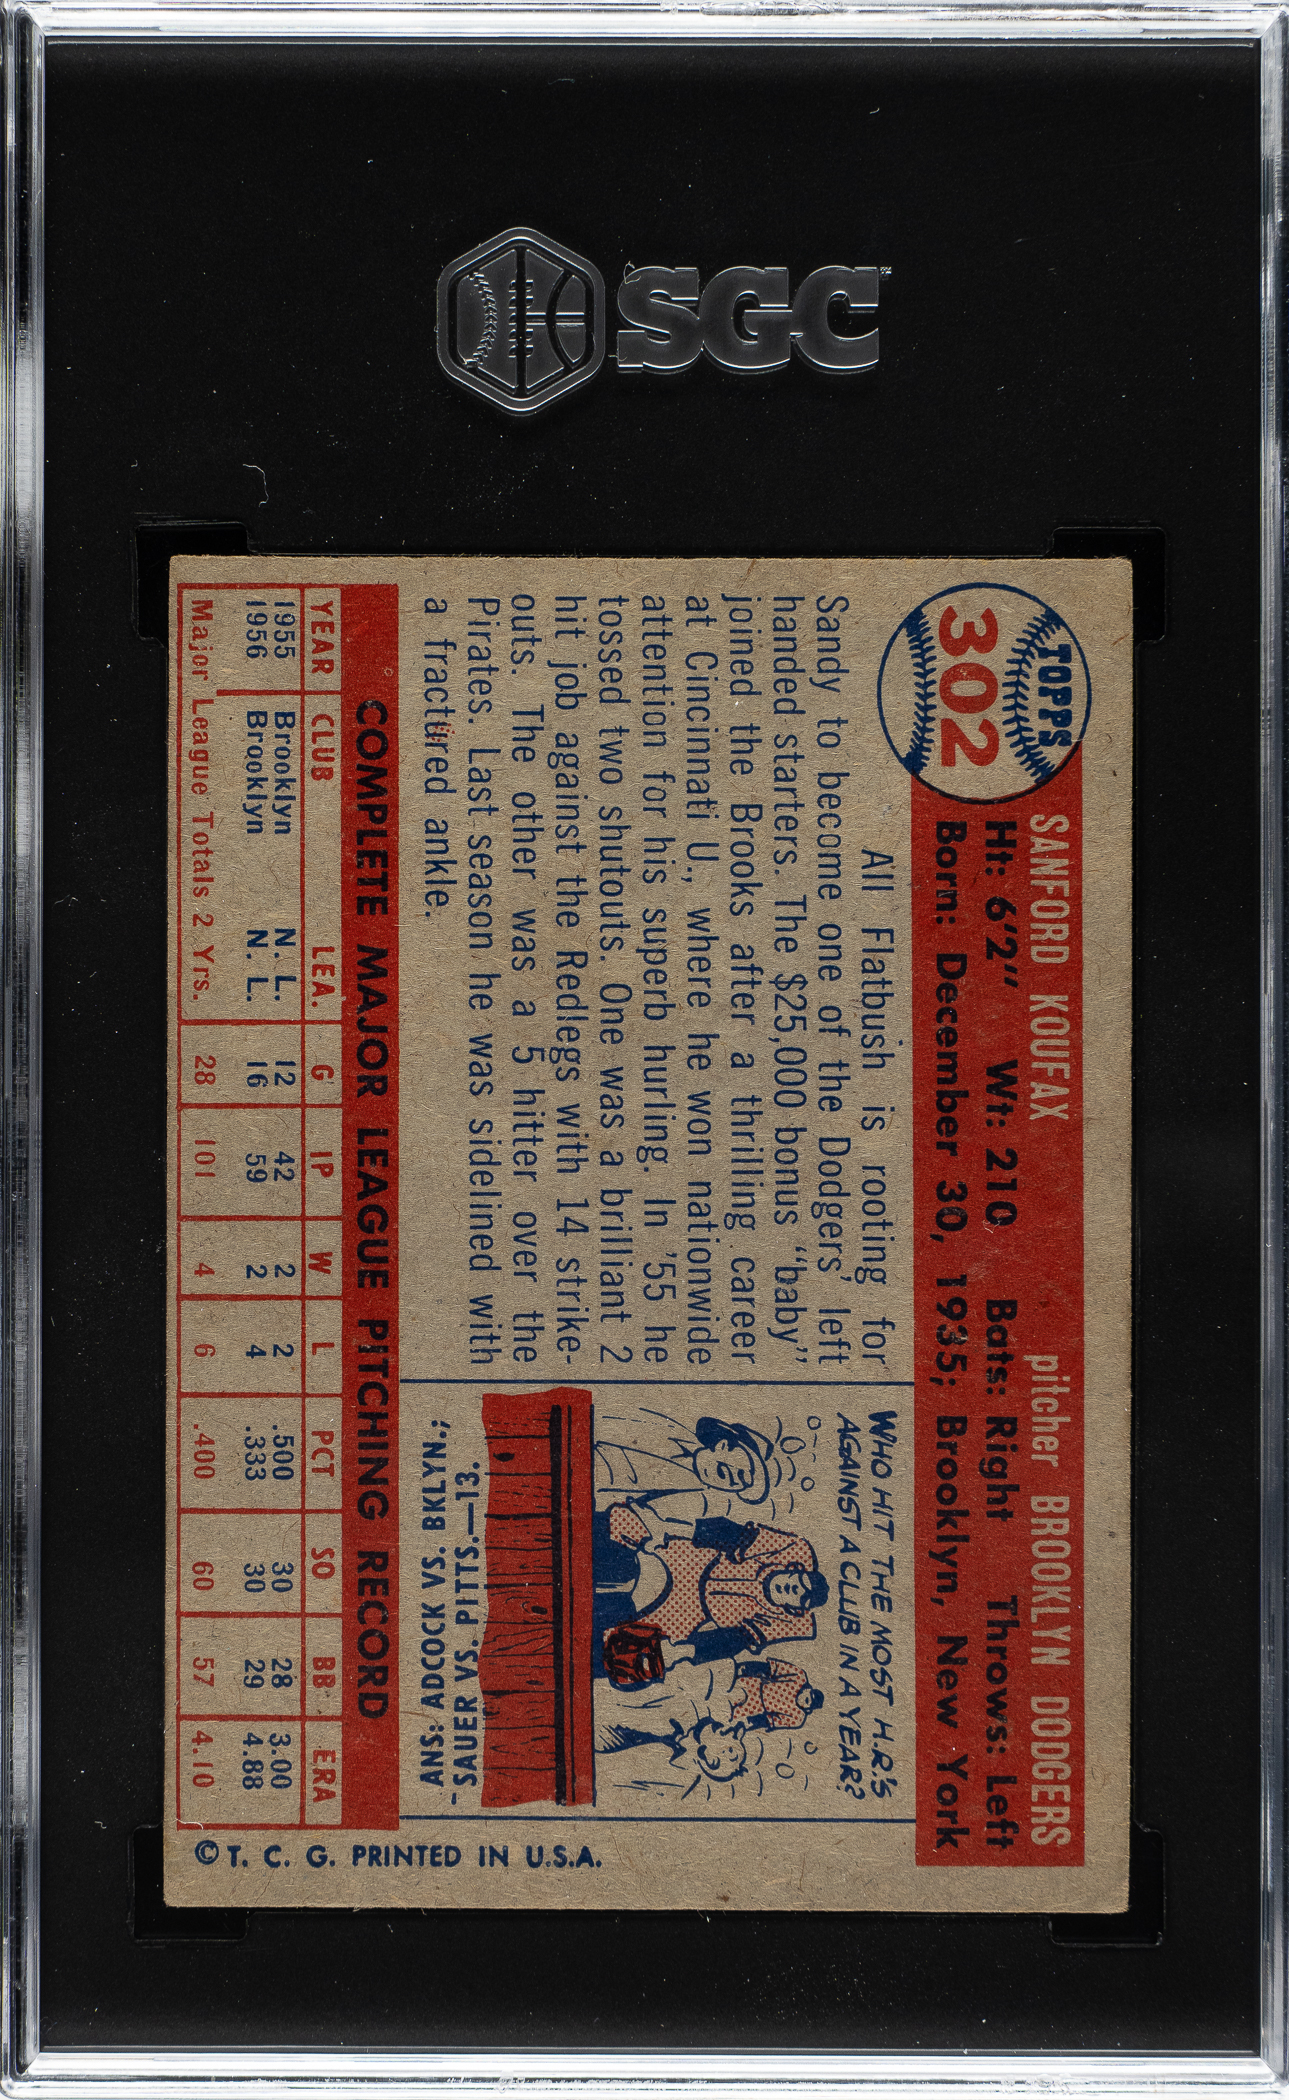 SGC
TOPPS
302
SANFORD KOUFAX pitcher BROOKLYN DODGERS
Ht: 6'2" Wt: 210 Bats: Right Throws: Left
Born: December 30, 1935; Brooklyn, New York
All Flatbush is rooting for
Sandy to become one of the Dodgers' left
handed starters. The $25,000 bonus "baby"
joined the Brooks after a thrilling career
at Cincinnati U., where he won nationwide
attention for his superb hurling. In '55 he
tossed two shutouts. One was a brilliant 2
hit job against the Redlegs with 14 strike-
outs. The other was a 5 hitter over the
Pirates. Last season he was sidelined with
a fractured ankle.
WHO HIT THE MOST H.R.'S
AGAINST A CLUB IN A YEAR?
ANS: ADCOCK VS. BKLYN.;
- SAUER VS. PITTS.—13.
COMPLETE MAJOR LEAGUE PITCHING RECORD
YEAR CLUB LEA. G IP W L PCT SO BB ERA
1955 Brooklyn N. L. 12 42 2 2 .500 30 28 3.00
1956 Brooklyn N. L. 16 59 2 4 .333 30 29 4.88
Major League Totals 2 Yrs. 28 101 4 6 .400 60 57 4.10
© T. C. G. PRINTED IN U.S.A.